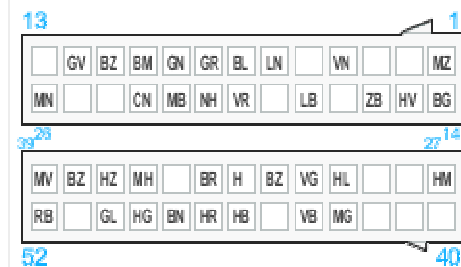 13 1
GV BZ BM GN GR BL LN VN MZ
MN CN MB NH VR LB ZB HV BG
39 26 27 14
MV BZ HZ MH BR H BZ VG HL HM
RB GL HG BN HR HB VB MG
52 40